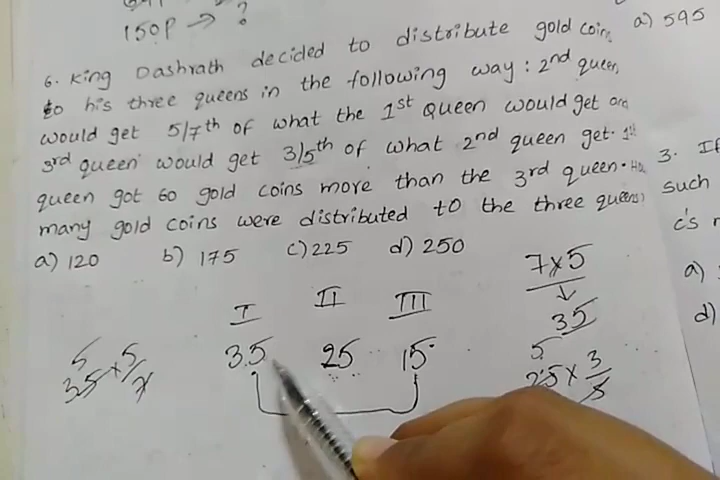 150P → ?
6. King Dashrath decided to distribute gold coins
to his three queens in the following way: 2nd queen
would get 5/7th of what the 1st Queen would get and
3rd queen would get 3/5th of what 2nd queen get. 1st
queen got 60 gold coins more than the 3rd queen. How
many gold coins were distributed to the three queens
a) 120 b) 175 c) 225 d) 250
a) 595
3. If
such
c's
a)
d)
I II III
35 25 15
7x5
↓
35
5
35 x 5/7
5
25 x 3/5